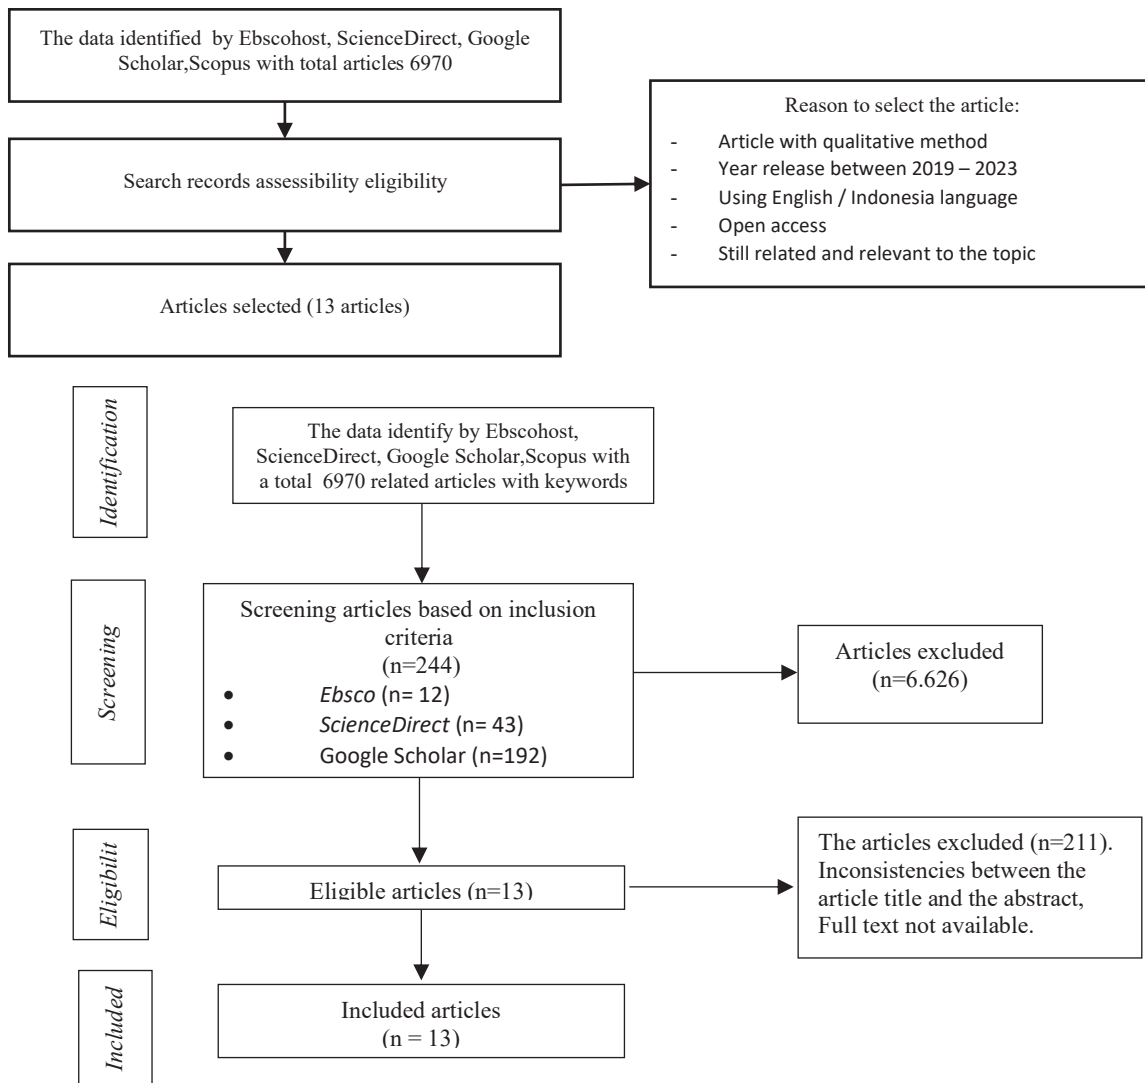 The data identified by Ebscohost, ScienceDirect, Google
Scholar,Scopus with total articles 6970
Search records assessibility eligibility
Reason to select the article:
- Article with qualitative method
- Year release between 2019 – 2023
- Using English / Indonesia language
- Open access
- Still related and relevant to the topic
Articles selected (13 articles)
Identification
The data identify by Ebscohost,
ScienceDirect, Google Scholar,Scopus with
a total 6970 related articles with keywords
Screening
Screening articles based on inclusion
criteria
(n=244)
• Ebsco (n= 12)
• ScienceDirect (n= 43)
• Google Scholar (n=192)
Articles excluded
(n=6.626)
Eligibilit
Eligible articles (n=13)
The articles excluded (n=211).
Inconsistencies between the
article title and the abstract,
Full text not available.
Included
Included articles
(n = 13)